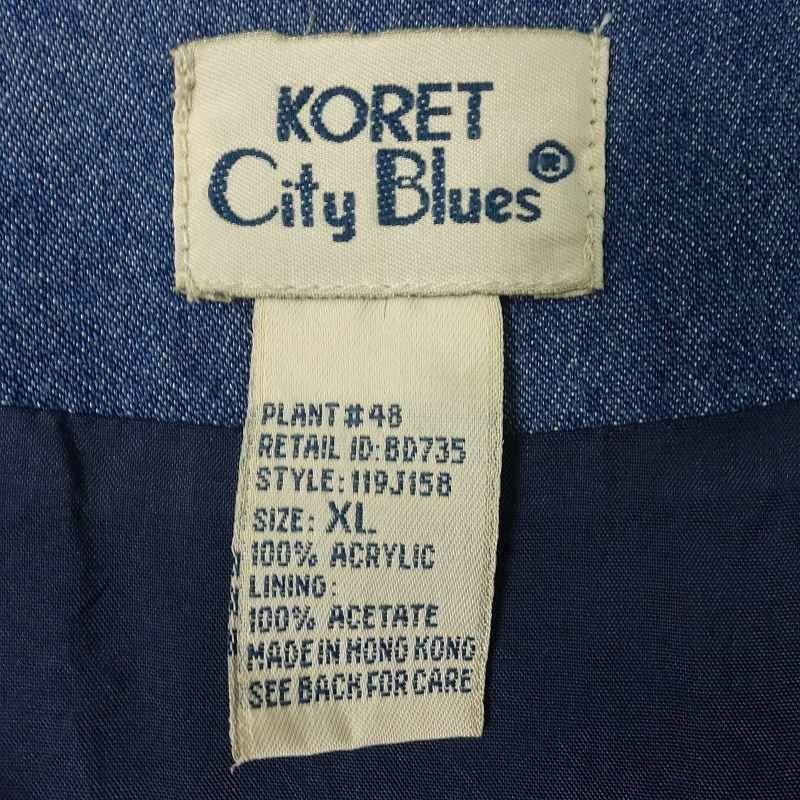 KORET
City Blues®
PLANT#48
RETAIL ID:BD735
STYLE:119J158
SIZE: XL
100% ACRYLIC
LINING:
100% ACETATE
MADE IN HONG KONG
SEE BACK FOR CARE